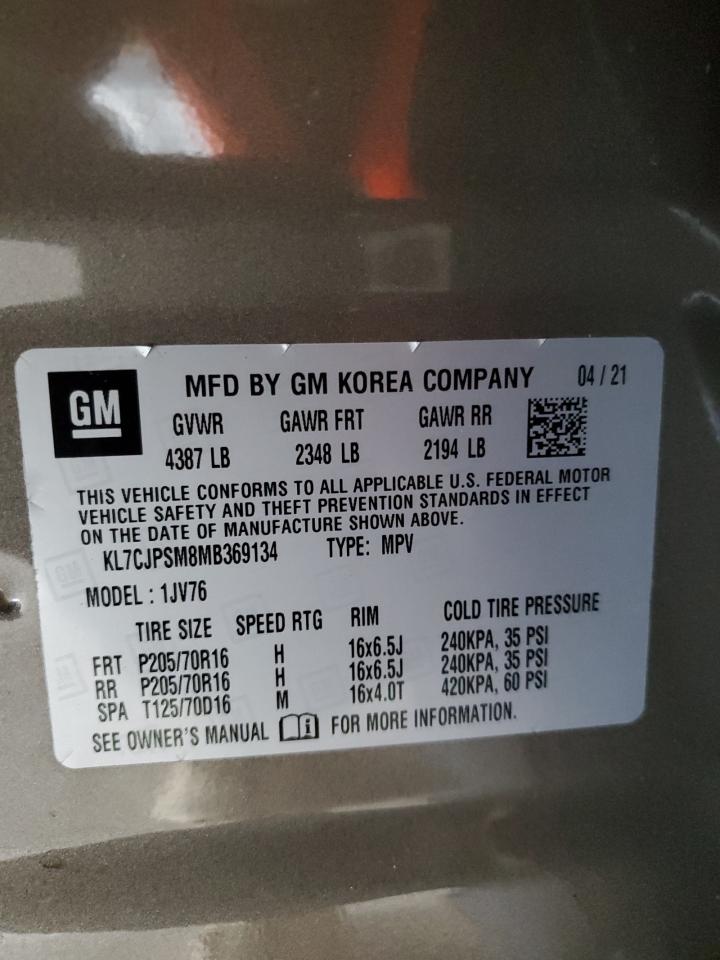 GM
MFD BY GM KOREA COMPANY 04 / 21
GVWR GAWR FRT GAWR RR
4387 LB 2348 LB 2194 LB
THIS VEHICLE CONFORMS TO ALL APPLICABLE U.S. FEDERAL MOTOR
VEHICLE SAFETY AND THEFT PREVENTION STANDARDS IN EFFECT
ON THE DATE OF MANUFACTURE SHOWN ABOVE.
KL7CJPSM8MB369134 TYPE: MPV
MODEL : 1JV76
TIRE SIZE SPEED RTG RIM COLD TIRE PRESSURE
FRT P205/70R16 H 16x6.5J 240KPA, 35 PSI
RR P205/70R16 H 16x6.5J 240KPA, 35 PSI
SPA T125/70D16 M 16x4.0T 420KPA, 60 PSI
SEE OWNER'S MANUAL i FOR MORE INFORMATION.